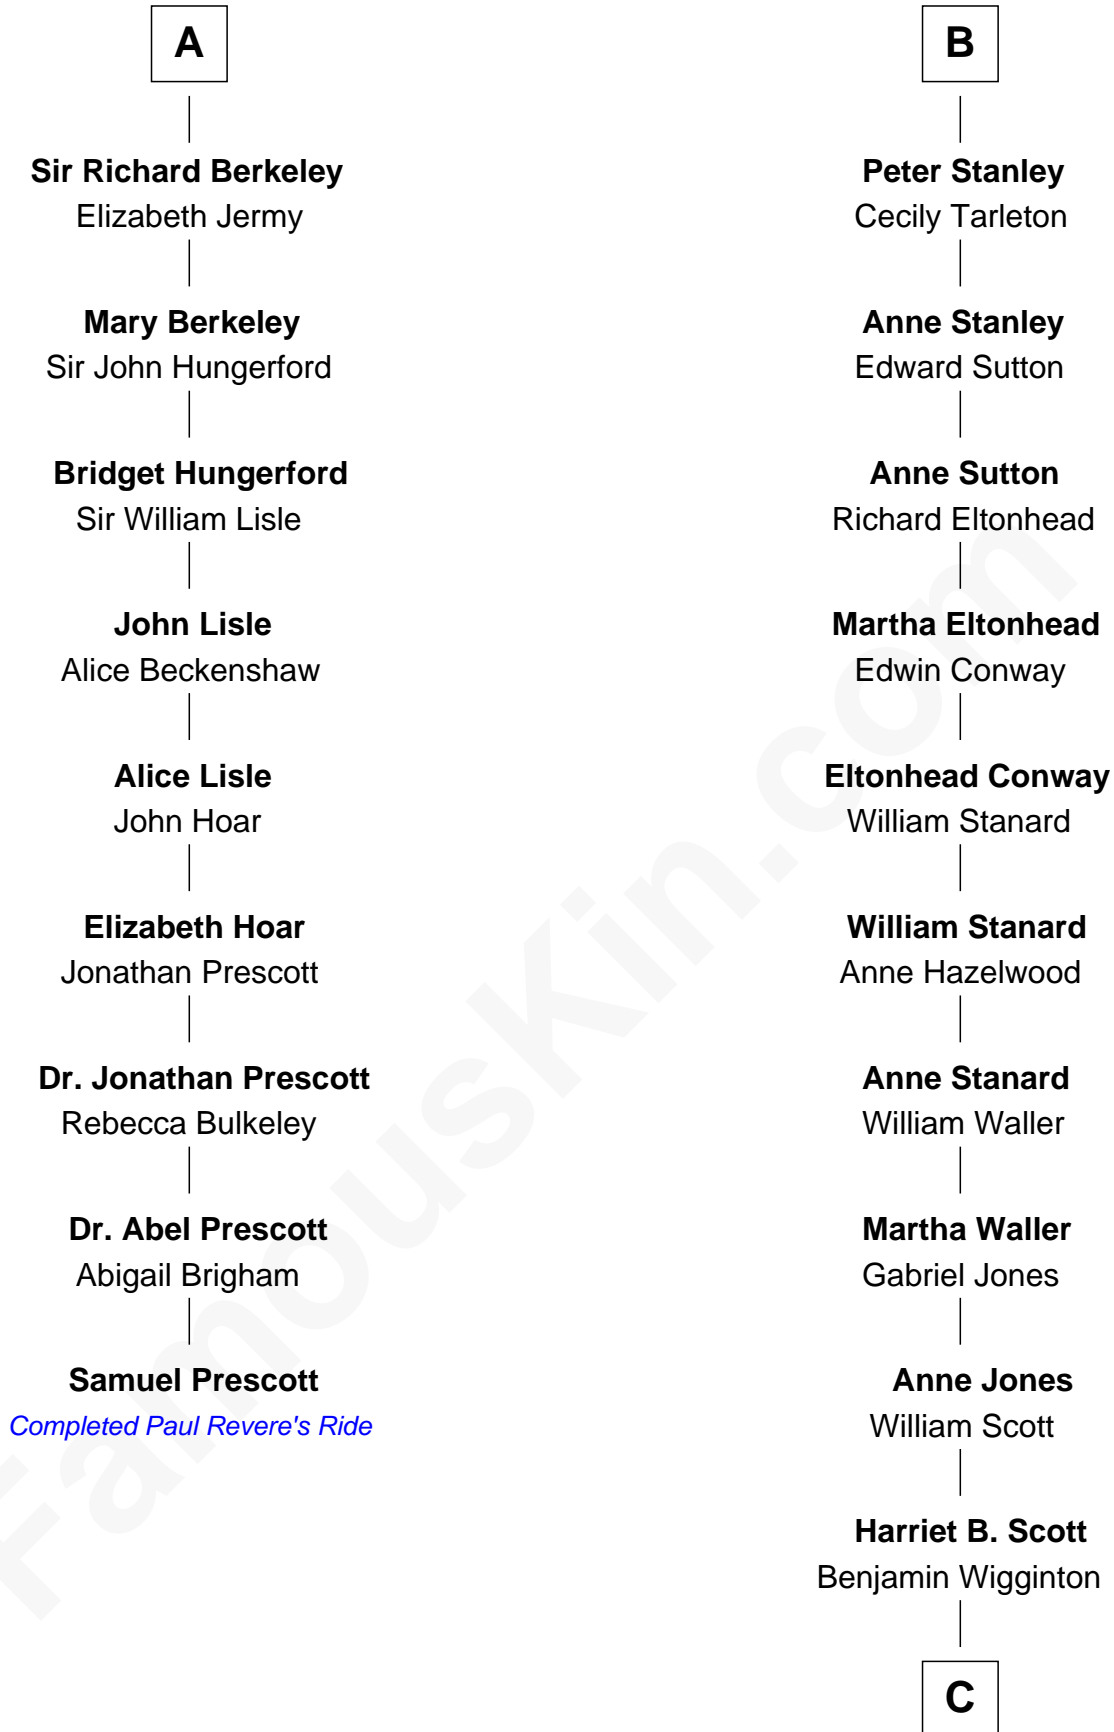 A
Sir Richard Berkeley
Elizabeth Jermy
Mary Berkeley
Sir John Hungerford
Bridget Hungerford
Sir William Lisle
John Lisle
Alice Beckenshaw
Alice Lisle
John Hoar
Elizabeth Hoar
Jonathan Prescott
Dr. Jonathan Prescott
Rebecca Bulkeley
Dr. Abel Prescott
Abigail Brigham
Samuel Prescott
Completed Paul Revere's Ride
B
Peter Stanley
Cecily Tarleton
Anne Stanley
Edward Sutton
Anne Sutton
Richard Eltonhead
Martha Eltonhead
Edwin Conway
Eltonhead Conway
William Stanard
William Stanard
Anne Hazelwood
Anne Stanard
William Waller
Martha Waller
Gabriel Jones
Anne Jones
William Scott
Harriet B. Scott
Benjamin Wigginton
C
FamousKin.com